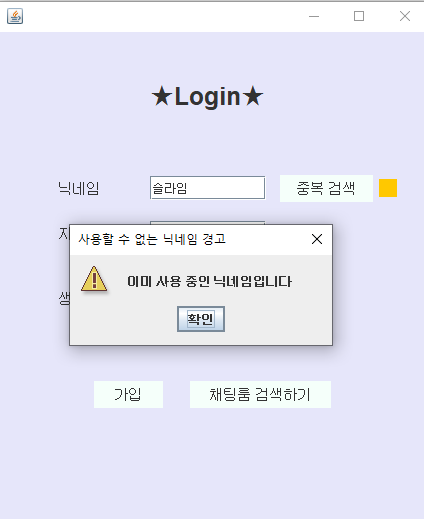 ★Login★
닉네임 슬라임 중복 검색
사용할 수 없는 닉네임 경고
이미 사용 중인 닉네임입니다
확인
가입 채팅룸 검색하기